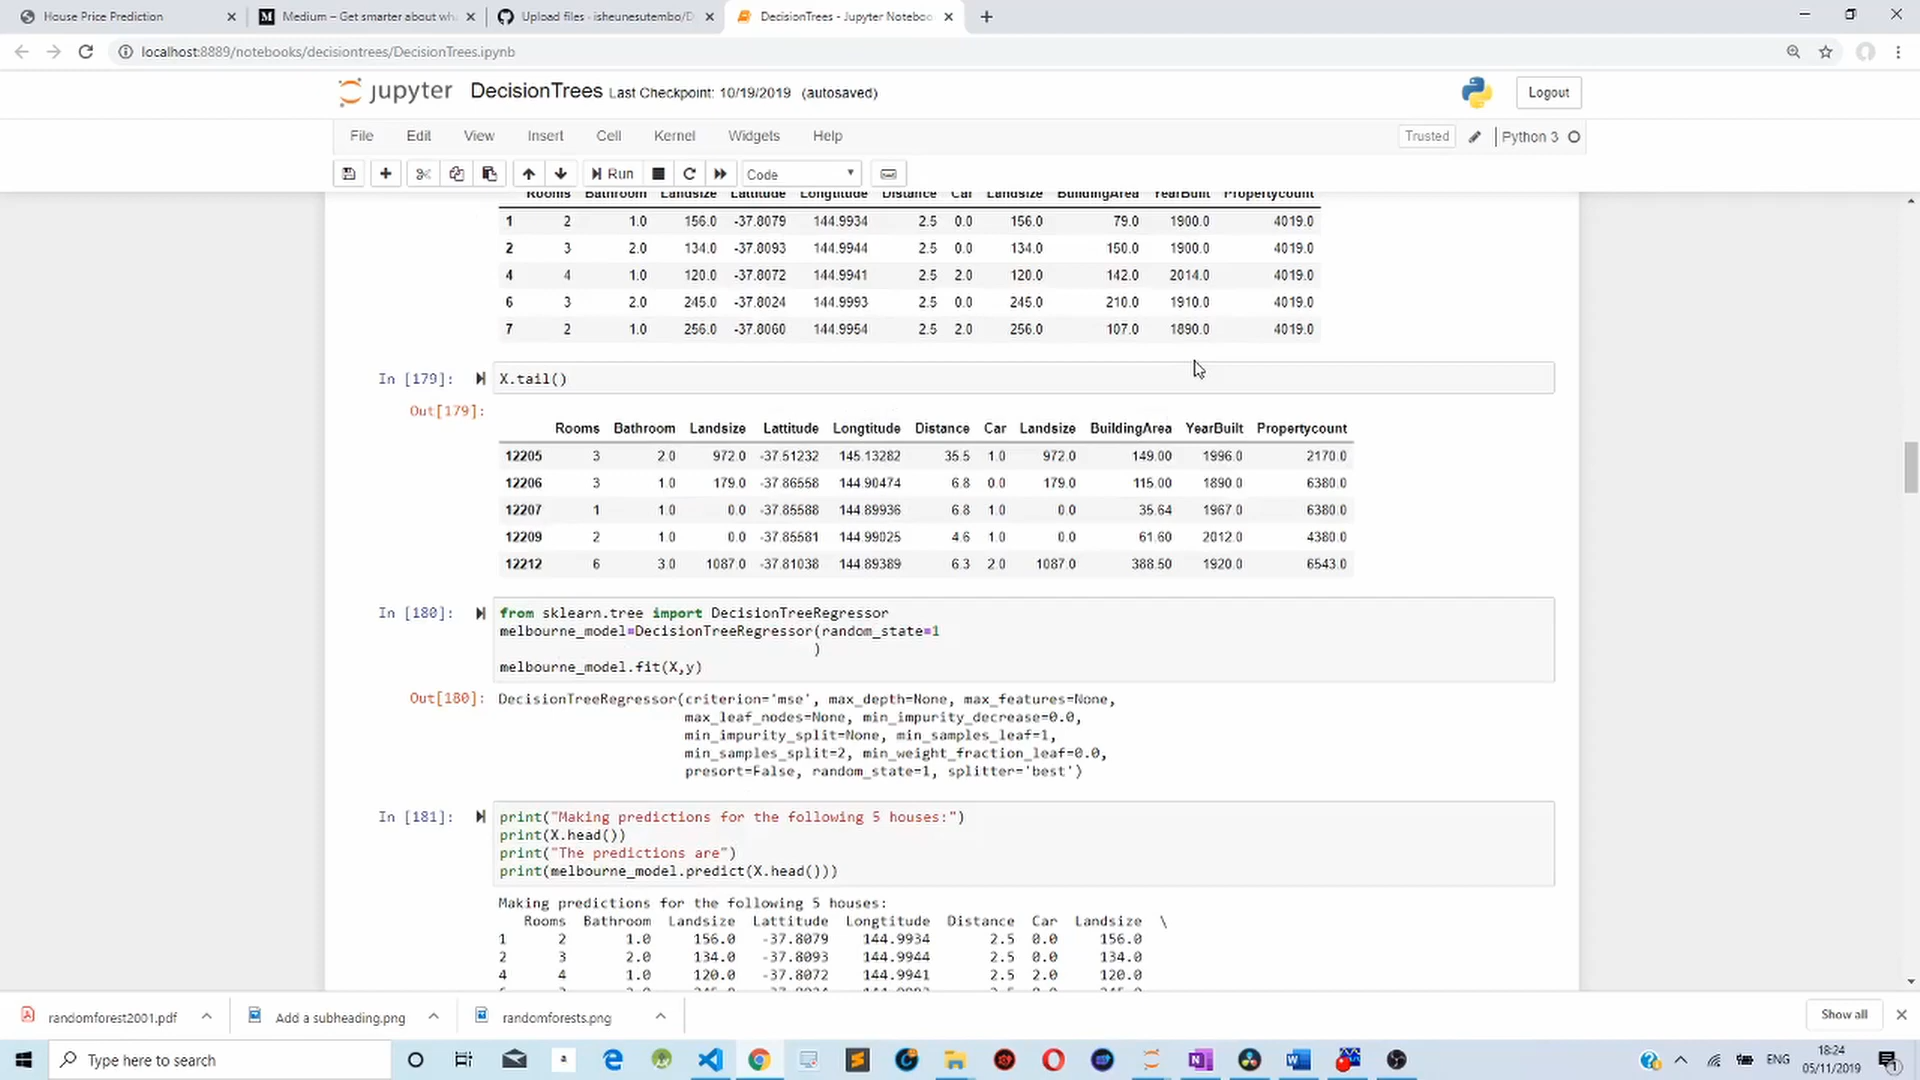 House Price Prediction
Medium – Get smarter about wh
Upload files · isheunesutembo/D
DecisionTrees - Jupyter Noteboo
localhost:8889/notebooks/decisiontrees/DecisionTrees.ipynb
jupyter DecisionTrees Last Checkpoint: 10/19/2019 (autosaved)
Logout
File Edit View Insert Cell Kernel Widgets Help
Trusted Python 3
Run Code
Rooms Bathroom Landsize Lattitude Longtitude Distance Car Landsize BuildingArea YearBuilt Propertycount
1 2 1.0 156.0 -37.8079 144.9934 2.5 0.0 156.0 79.0 1900.0 4019.0
2 3 2.0 134.0 -37.8093 144.9944 2.5 0.0 134.0 150.0 1900.0 4019.0
4 4 1.0 120.0 -37.8072 144.9941 2.5 2.0 120.0 142.0 2014.0 4019.0
6 3 2.0 245.0 -37.8024 144.9993 2.5 0.0 245.0 210.0 1910.0 4019.0
7 2 1.0 256.0 -37.8060 144.9954 2.5 2.0 256.0 107.0 1890.0 4019.0
In [179]: X.tail()
Out[179]:
Rooms Bathroom Landsize Lattitude Longtitude Distance Car Landsize BuildingArea YearBuilt Propertycount
12205 3 2.0 972.0 -37.51232 145.13282 35.5 1.0 972.0 149.00 1996.0 2170.0
12206 3 1.0 179.0 -37.86558 144.90474 6.8 0.0 179.0 115.00 1890.0 6380.0
12207 1 1.0 0.0 -37.85588 144.89936 6.8 1.0 0.0 35.64 1967.0 6380.0
12209 2 1.0 0.0 -37.85581 144.99025 4.6 1.0 0.0 61.60 2012.0 4380.0
12212 6 3.0 1087.0 -37.81038 144.89389 6.3 2.0 1087.0 388.50 1920.0 6543.0
In [180]: from sklearn.tree import DecisionTreeRegressor
melbourne_model=DecisionTreeRegressor(random_state=1
)
melbourne_model.fit(X,y)
Out[180]: DecisionTreeRegressor(criterion='mse', max_depth=None, max_features=None,
max_leaf_nodes=None, min_impurity_decrease=0.0,
min_impurity_split=None, min_samples_leaf=1,
min_samples_split=2, min_weight_fraction_leaf=0.0,
presort=False, random_state=1, splitter='best')
In [181]: print("Making predictions for the following 5 houses:")
print(X.head())
print("The predictions are")
print(melbourne_model.predict(X.head()))
Making predictions for the following 5 houses:
Rooms Bathroom Landsize Lattitude Longtitude Distance Car Landsize \
1 2 1.0 156.0 -37.8079 144.9934 2.5 0.0 156.0
2 3 2.0 134.0 -37.8093 144.9944 2.5 0.0 134.0
4 4 1.0 120.0 -37.8072 144.9941 2.5 2.0 120.0
randomforest2001.pdf
Add a subheading.png
randomforests.png
Show all
Type here to search
ENG
18:24
05/11/2019